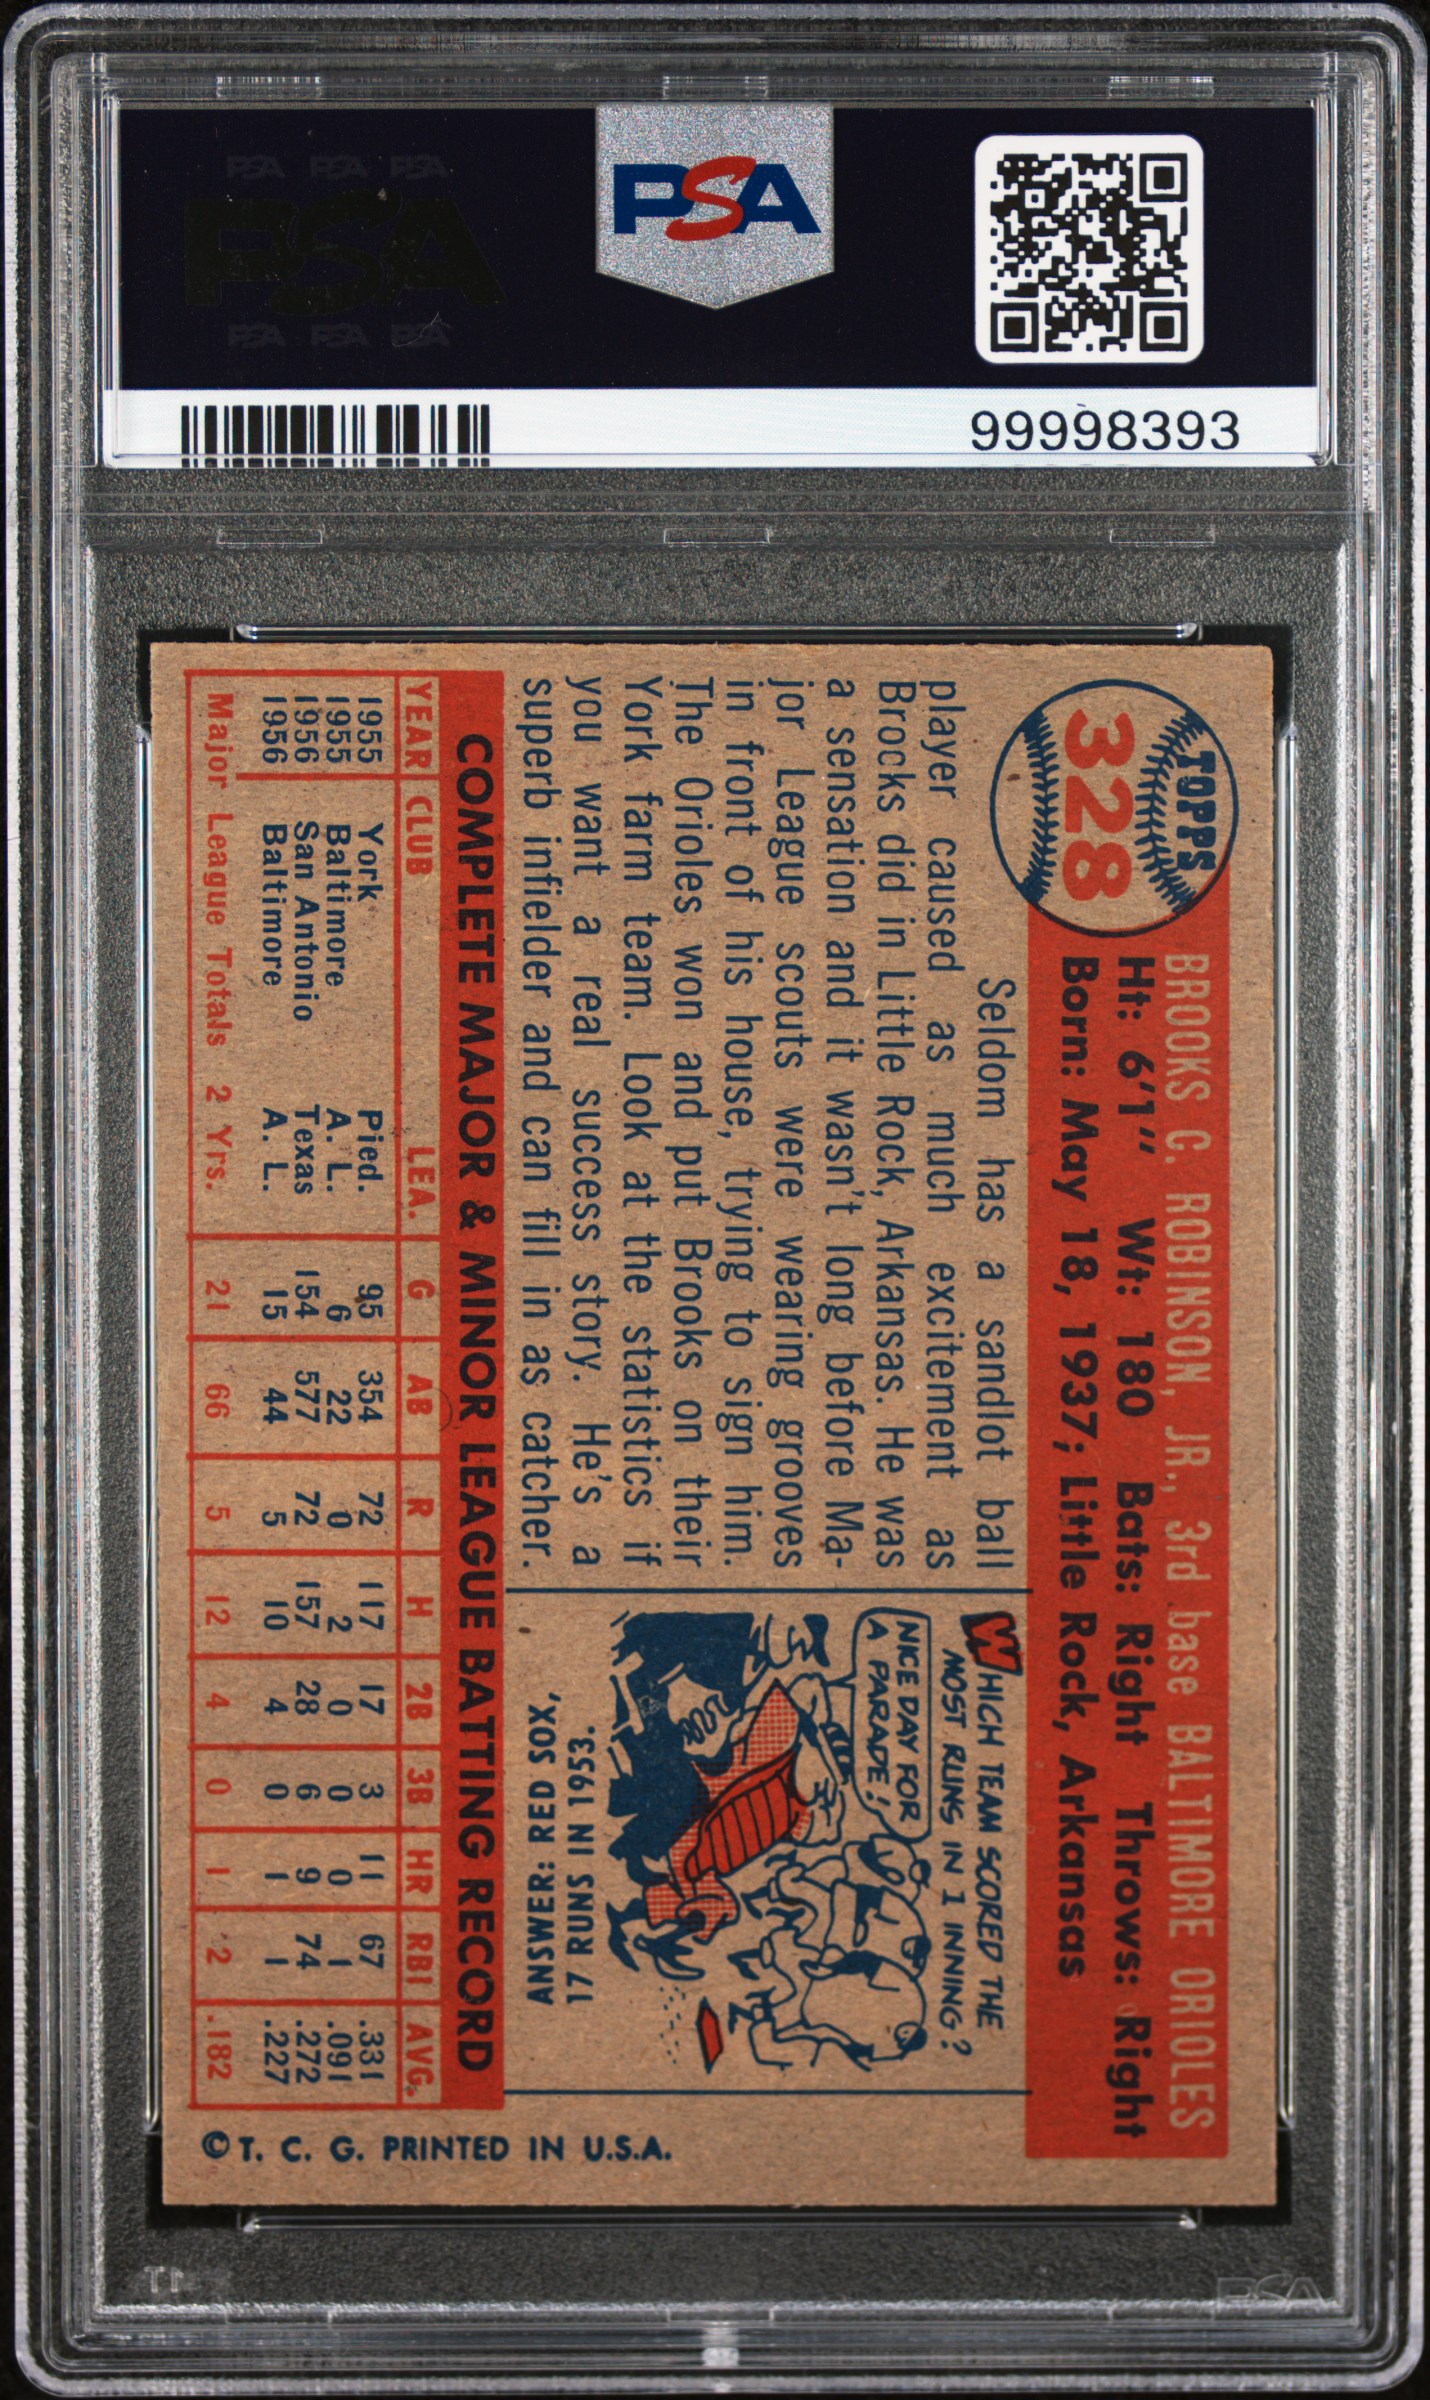 PSA PSA PSA
PSA
PSA PSA PSA
PSA
99998393
TOPPS
328
BROOKS C. ROBINSON, JR., 3rd base BALTIMORE ORIOLES
Ht: 6'1" Wt: 180 Bats: Right Throws: Right
Born: May 18, 1937; Little Rock, Arkansas
Seldom has a sandlot ball
player caused as much excitement as
Brocks did in Little Rock, Arkansas. He was
a sensation and it wasn't long before Ma-
jor League scouts were wearing grooves
in front of his house, trying to sign him.
The Orioles won and put Brooks on their
York farm team. Look at the statistics if
you want a real success story. He's a
superb infielder and can fill in as catcher.
WHICH TEAM SCORED THE
MOST RUNS IN 1 INNING?
NICE DAY FOR
A PARADE!
ANSWER: RED SOX,
17 RUNS IN 1953.
COMPLETE MAJOR & MINOR LEAGUE BATTING RECORD
YEAR CLUB LEA. G AB R H 2B 3B HR RBI AVG.
1955 York Pied. 95 354 72 117 17 3 11 67 .331
1955 Baltimore A. L. 6 22 0 2 0 0 0 1 .091
1956 San Antonio Texas 154 577 72 157 28 6 9 74 .272
1956 Baltimore A. L. 15 44 5 10 4 0 1 1 .227
Major League Totals 2 Yrs. 21 66 5 12 4 0 1 2 .182
© T. C. G. PRINTED IN U.S.A.
PSA